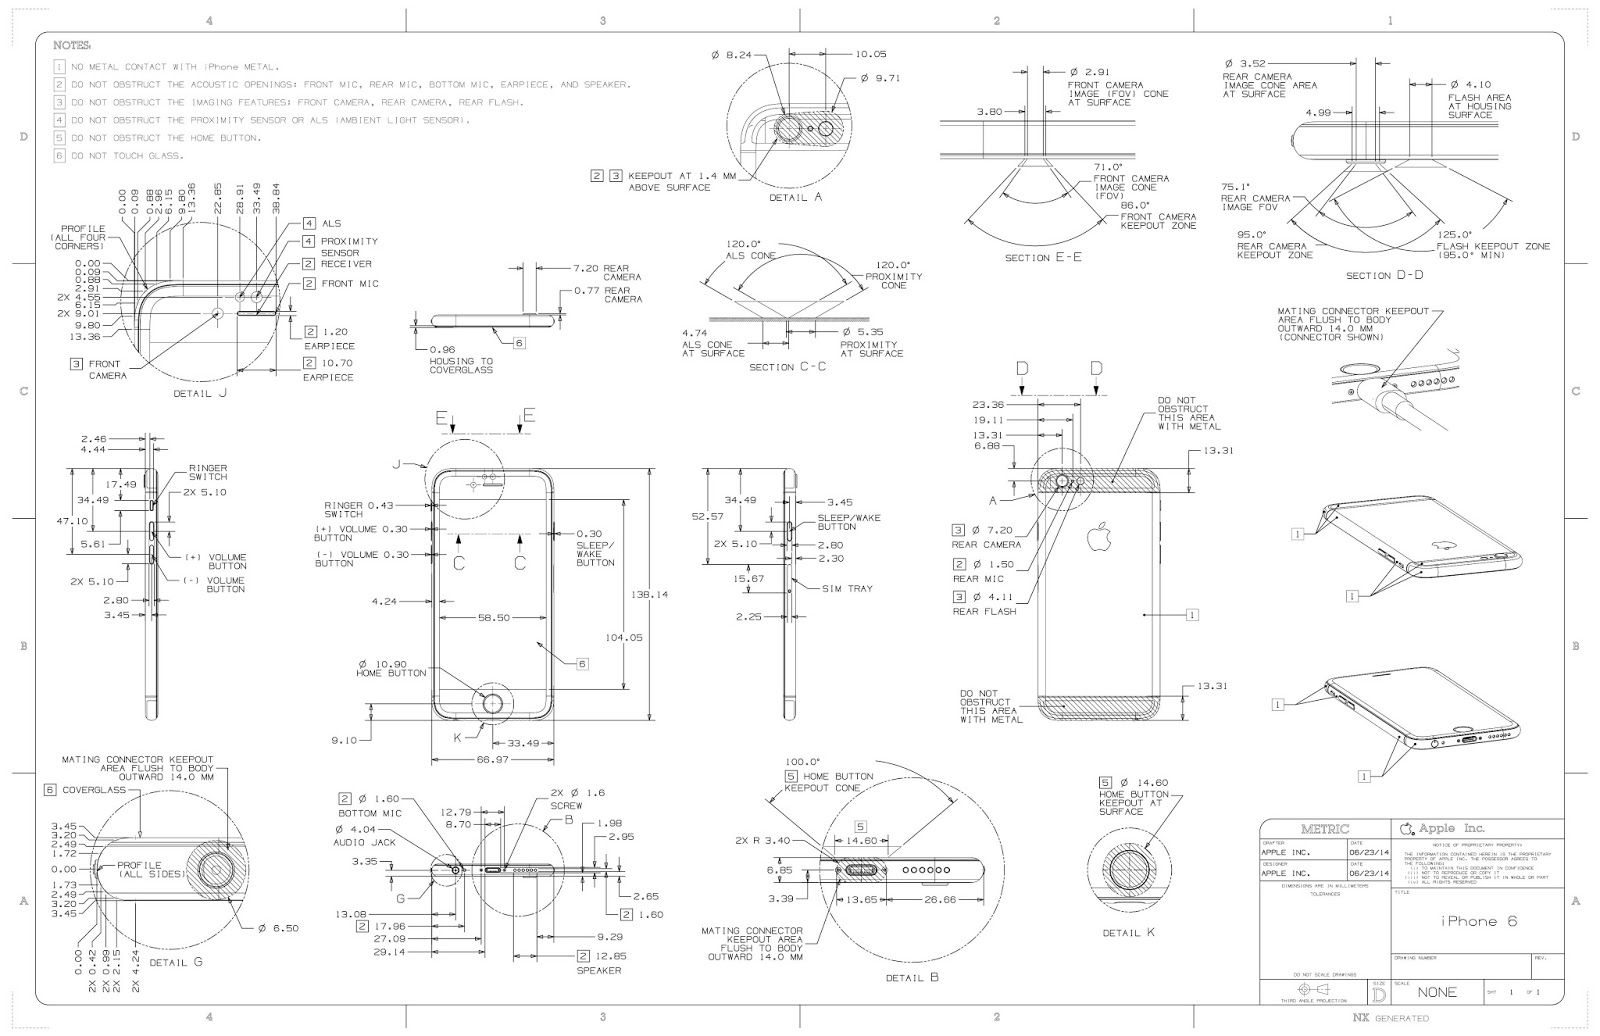 4 3 2 1
NOTES:
1 NO METAL CONTACT WITH iPhone METAL.
2 DO NOT OBSTRUCT THE ACOUSTIC OPENINGS: FRONT MIC, REAR MIC, BOTTOM MIC, EARPIECE, AND SPEAKER.
3 DO NOT OBSTRUCT THE IMAGING FEATURES: FRONT CAMERA, REAR CAMERA, REAR FLASH.
4 DO NOT OBSTRUCT THE PROXIMITY SENSOR OR ALS (AMBIENT LIGHT SENSOR).
5 DO NOT OBSTRUCT THE HOME BUTTON.
6 DO NOT TOUCH GLASS.
D
C
B
A
Ø 8.24
10.05
Ø 9.71
2 3 KEEPOUT AT 1.4 MM
ABOVE SURFACE
DETAIL A
Ø 2.91
FRONT CAMERA
IMAGE (FOV) CONE
AT SURFACE
3.80
71.0°
FRONT CAMERA
IMAGE CONE
(FOV)
86.0°
FRONT CAMERA
KEEPOUT ZONE
SECTION E-E
Ø 3.52
REAR CAMERA
IMAGE CONE AREA
AT SURFACE
Ø 4.10
FLASH AREA
AT HOUSING
SURFACE
4.99
75.1°
REAR CAMERA
IMAGE FOV
95.0°
REAR CAMERA
KEEPOUT ZONE
125.0°
FLASH KEEPOUT ZONE
(95.0° MIN)
SECTION D-D
D
0.00
0.09
0.88
2.96
6.15
9.80
13.36
22.85
28.91
33.49
38.84
PROFILE
(ALL FOUR
CORNERS)
0.00
0.09
0.88
2.91
2X 4.55
6.15
2X 9.01
9.80
13.36
4 ALS
4 PROXIMITY
SENSOR
2 RECEIVER
2 FRONT MIC
2 1.20
EARPIECE
2 10.70
EARPIECE
3 FRONT
CAMERA
DETAIL J
7.20 REAR
CAMERA
0.77 REAR
CAMERA
6
0.96
HOUSING TO
COVERGLASS
120.0°
ALS CONE
120.0°
PROXIMITY
CONE
4.74
ALS CONE
AT SURFACE
Ø 5.35
PROXIMITY
AT SURFACE
SECTION C-C
MATING CONNECTOR KEEPOUT
AREA FLUSH TO BODY
OUTWARD 14.0 MM
(CONNECTOR SHOWN)
C
2.46
4.44
RINGER
SWITCH
17.49
2X 5.10
34.49
47.10
5.61
(+) VOLUME
BUTTON
2X 5.10
(-) VOLUME
BUTTON
2.80
3.45
E E
J
RINGER 0.43
SWITCH
(+) VOLUME 0.30
BUTTON
(-) VOLUME 0.30
BUTTON
C C
0.30
SLEEP/
WAKE
BUTTON
138.14
4.24
58.50
104.05
Ø 10.90
HOME BUTTON
6
K
9.10
33.49
66.97
34.49
52.57
3.45
SLEEP/WAKE
BUTTON
2X 5.10
2.80
2.30
15.67
SIM TRAY
2.25
D D
23.36
19.11
13.31
6.88
DO NOT
OBSTRUCT
THIS AREA
WITH METAL
13.31
A
3 Ø 7.20
REAR CAMERA
2 Ø 1.50
REAR MIC
3 Ø 4.11
REAR FLASH
1
DO NOT
OBSTRUCT
THIS AREA
WITH METAL
13.31
1
1
1
1
B
MATING CONNECTOR KEEPOUT
AREA FLUSH TO BODY
OUTWARD 14.0 MM
6 COVERGLASS
3.45
3.20
2.49
1.72
0.00
1.73
2.49
3.20
3.45
PROFILE
(ALL SIDES)
Ø 6.50
0.00
2X 0.42
2X 0.99
2X 2.15
2X 4.24
DETAIL G
2 Ø 1.60
BOTTOM MIC
Ø 4.04
AUDIO JACK
3.35
12.79
8.70
2X Ø 1.6
SCREW
B
1.98
2.95
G
2.65
2 1.60
13.08
2 17.96
27.09
29.14
9.29
2 12.85
SPEAKER
100.0°
5 HOME BUTTON
KEEPOUT CONE
5
2X R 3.40
14.60
6.85
3.39
13.65
26.66
MATING CONNECTOR
KEEPOUT AREA
FLUSH TO BODY
OUTWARD 14.0 MM
DETAIL B
5 Ø 14.60
HOME BUTTON
KEEPOUT AT
SURFACE
DETAIL K
METRIC
Apple Inc.
DRAFTER
APPLE INC.
DATE
06/23/14
DESIGNER
APPLE INC.
DATE
06/23/14
DIMENSIONS ARE IN MILLIMETERS
TOLERANCES
DO NOT SCALE DRAWINGS
THIRD ANGLE PROJECTION
NOTICE OF PROPRIETARY PROPERTY:
THE INFORMATION CONTAINED HEREIN IS THE PROPRIETARY
PROPERTY OF APPLE INC. THE POSSESSOR AGREES TO
THE FOLLOWING:
(i) TO MAINTAIN THIS DOCUMENT IN CONFIDENCE
(ii) NOT TO REPRODUCE OR COPY IT
(iii) NOT TO REVEAL OR PUBLISH IT IN WHOLE OR PART
(iv) ALL RIGHTS RESERVED
TITLE
iPhone 6
DRAWING NUMBER
REV.
SIZE
D
SCALE
NONE
SHT 1 OF 1
A
4 3 2
NX GENERATED